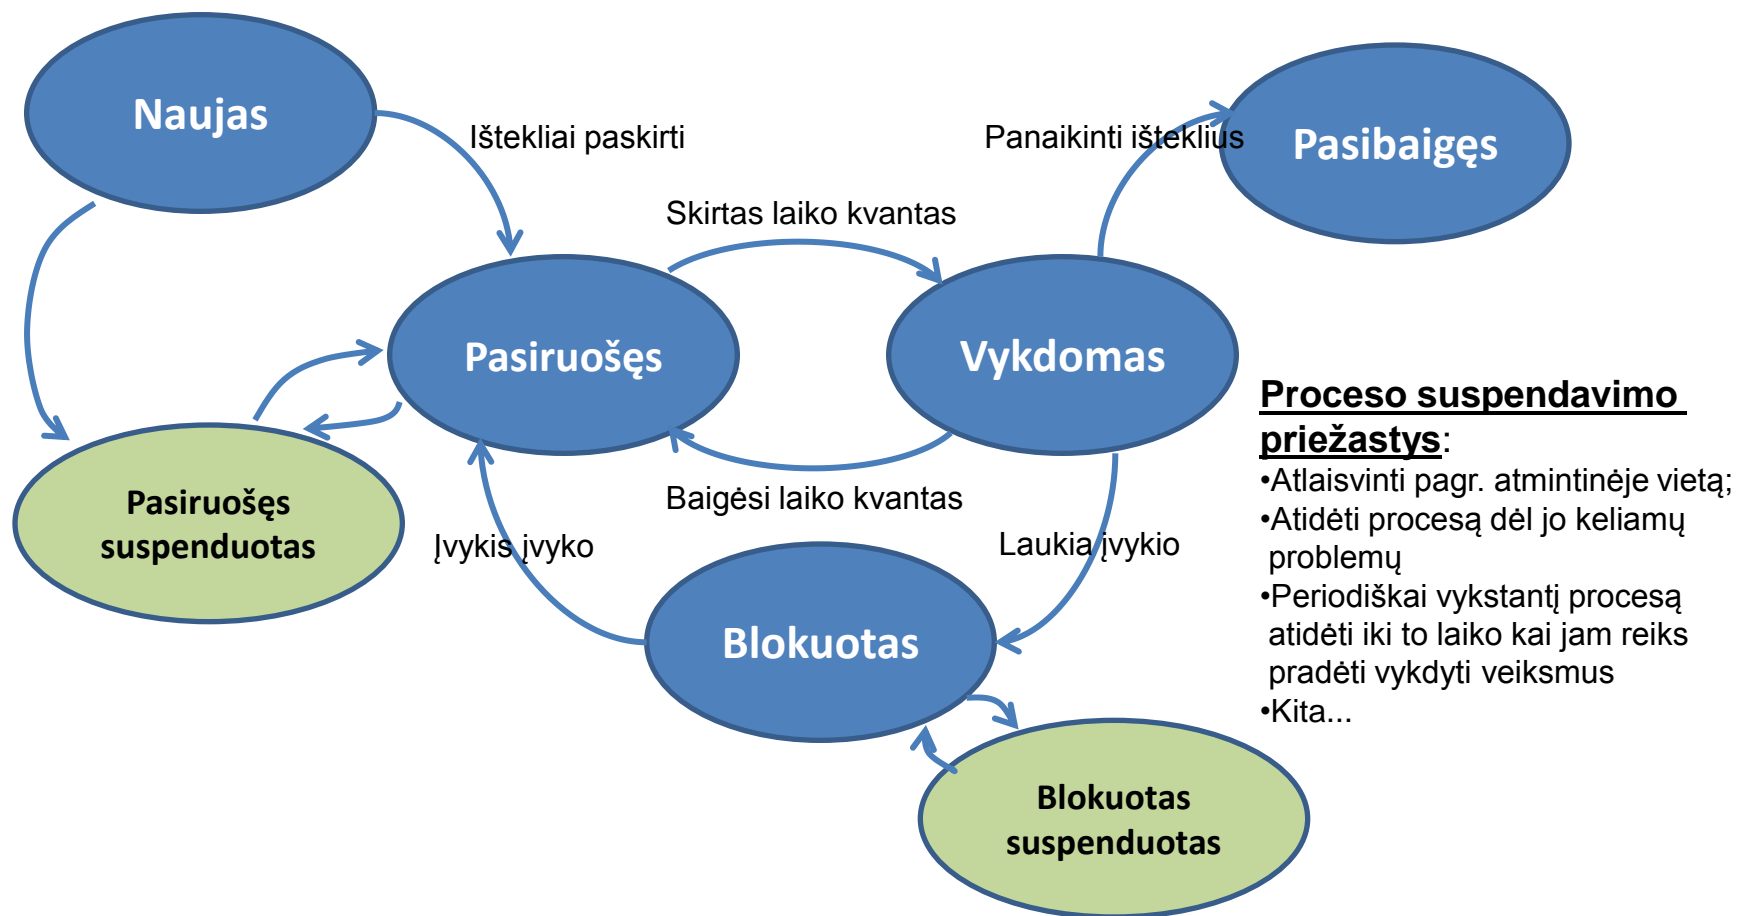 Naujas
Ištekliai paskirti
Panaikinti išteklius
Pasibaigęs
Skirtas laiko kvantas
Pasiruošęs
Vykdomas
Pasiruošęs
suspenduotas
Baigėsi laiko kvantas
Įvykis įvyko
Laukia įvykio
Blokuotas
Blokuotas
suspenduotas
Proceso suspendavimo
priežastys:
•Atlaisvinti pagr. atmintinėje vietą;
•Atidėti procesą dėl jo keliamų
problemų
•Periodiškai vykstantį procesą
atidėti iki to laiko kai jam reiks
pradėti vykdyti veiksmus
•Kita...